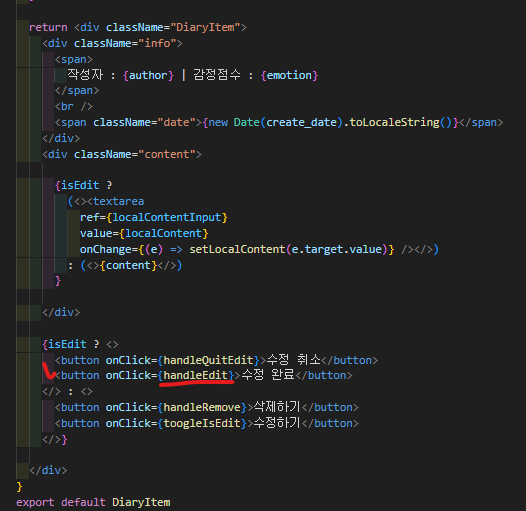 return <div className="DiaryItem">
<div className="info">
<span>
작성자 : {author} | 감정점수 : {emotion}
</span>
<br />
<span className="date">{new Date(create_date).toLocaleString()}</span>
</div>
<div className="content">
{isEdit ?
(<><textarea
ref={localContentInput}
value={localContent}
onChange={(e) => setLocalContent(e.target.value)} /></>)
: (<>{content}</>)
}
</div>
{isEdit ? <>
<button onClick={handleQuitEdit}>수정 취소</button>
<button onClick={handleEdit}>수정 완료</button>
</> : <>
<button onClick={handleRemove}>삭제하기</button>
<button onClick={toogleIsEdit}>수정하기</button>
</>}
</div>
}
export default DiaryItem